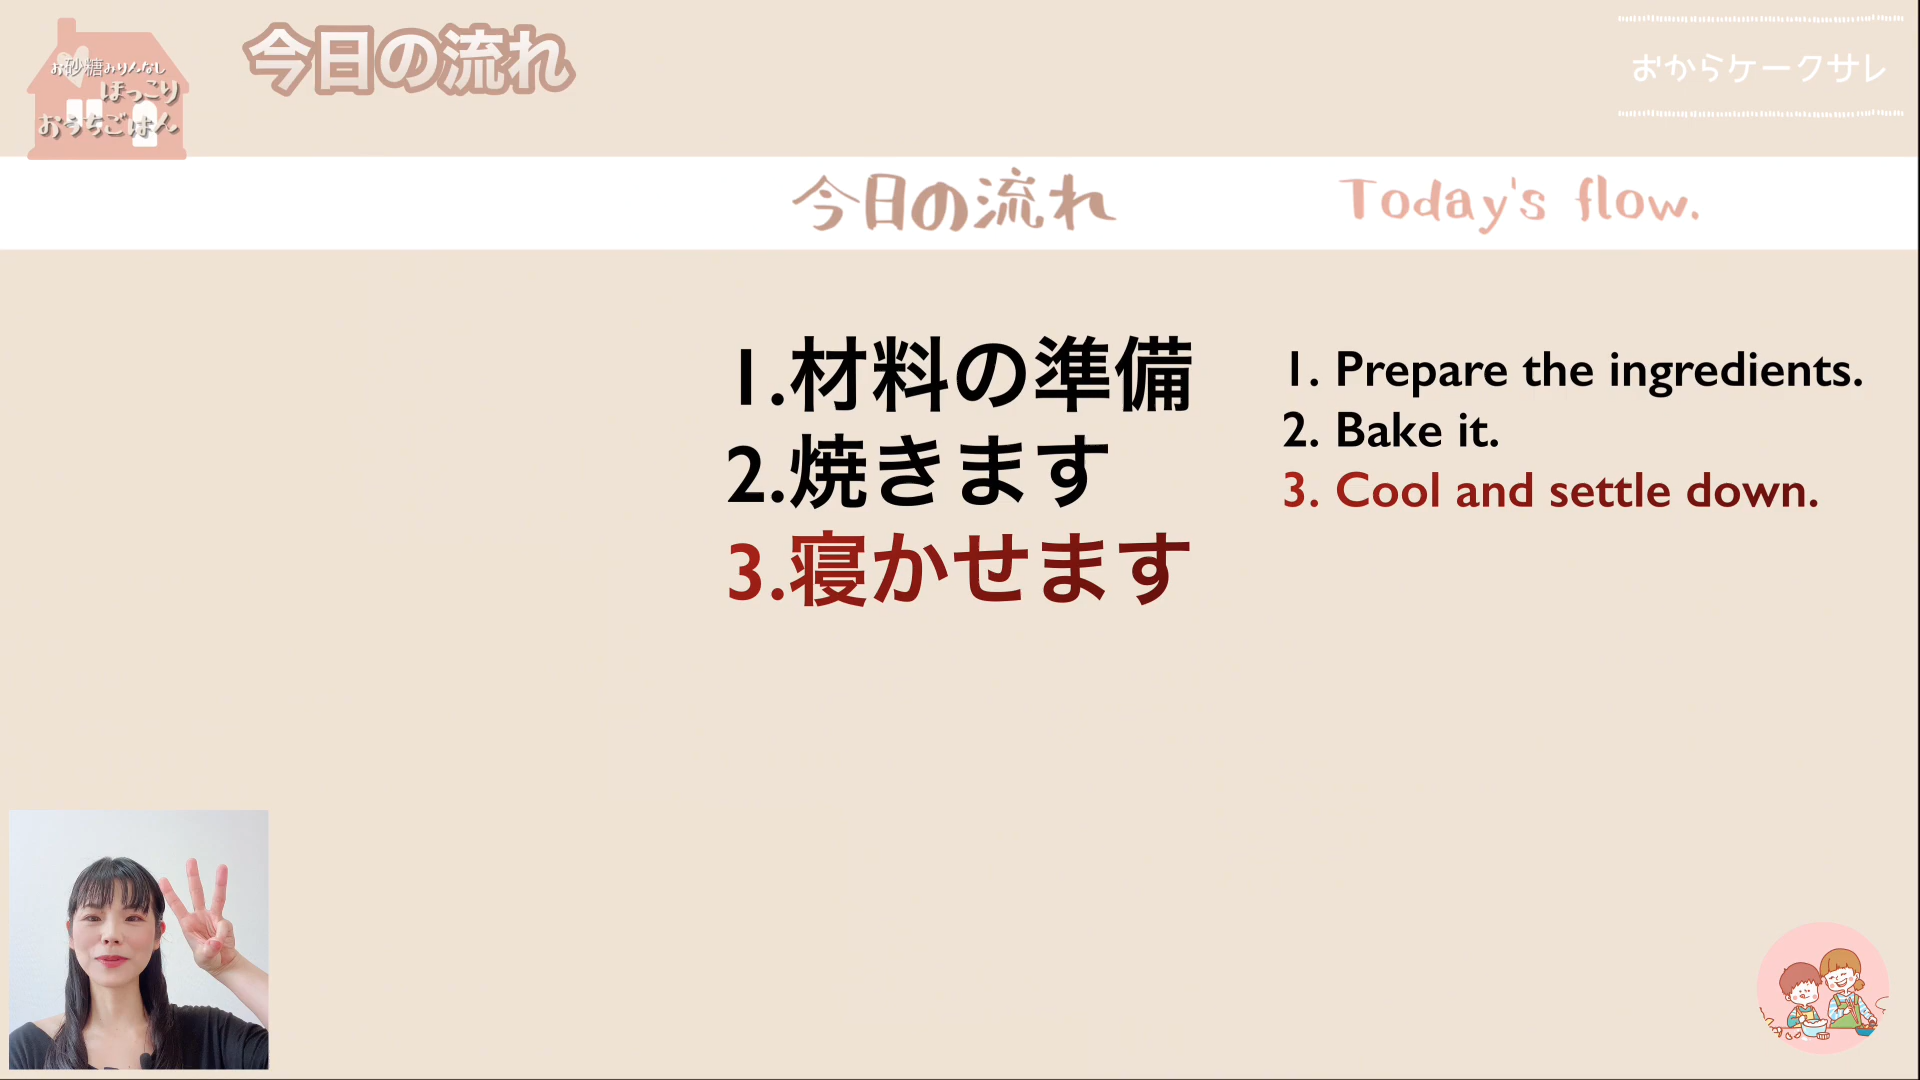 お砂糖みりんなし
ほっこり
おうちごはん
今日の流れ
おからケークサレ
今日の流れ
Today's flow.
1.材料の準備
2.焼きます
3.寝かせます
1. Prepare the ingredients.
2. Bake it.
3. Cool and settle down.